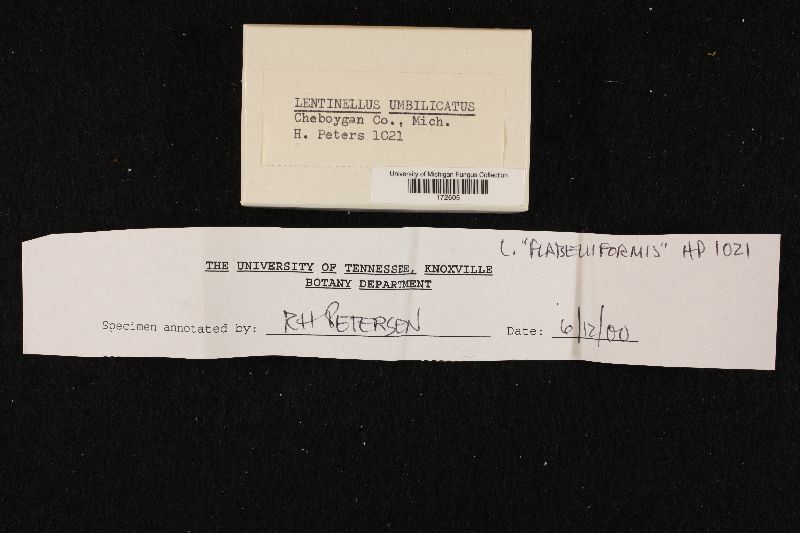 LENTINELLUS UMBILICATUS
Cheboygan Co., Mich.
H. Peters 1021
University of Michigan Fungus Collection
172606
L. "FLABELLIFORMIS" HP 1021
THE UNIVERSITY OF TENNESSEE, KNOXVILLE
BOTANY DEPARTMENT
Specimen annotated by: RH PETERSEN Date: 6/12/00